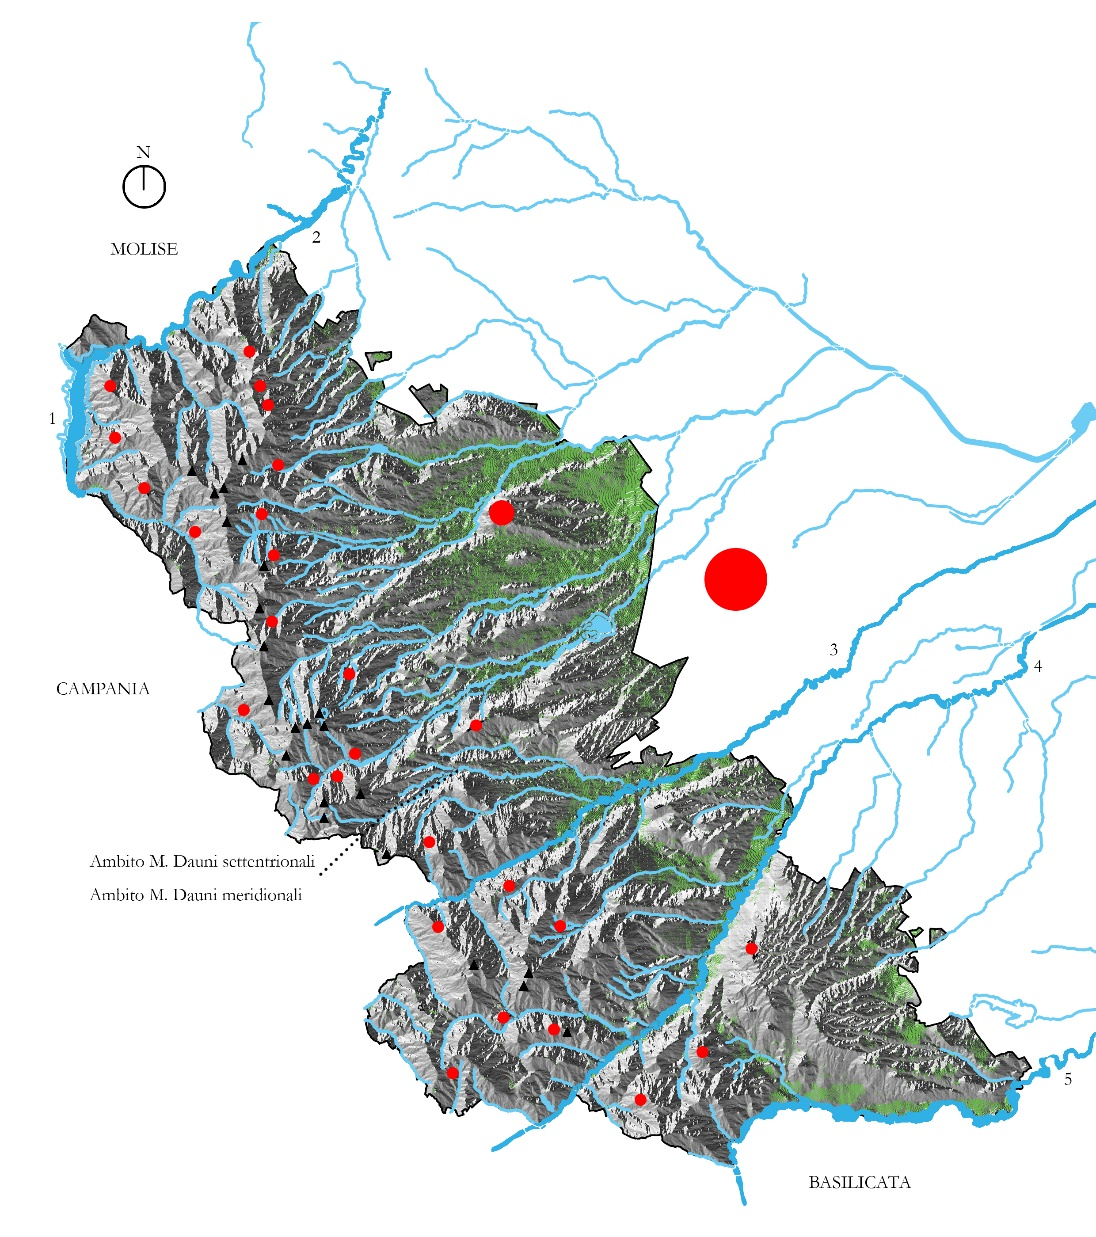 N
MOLISE
2
1
3
4
CAMPANIA
Ambito M. Dauni settentrionali
Ambito M. Dauni meridionali
5
BASILICATA